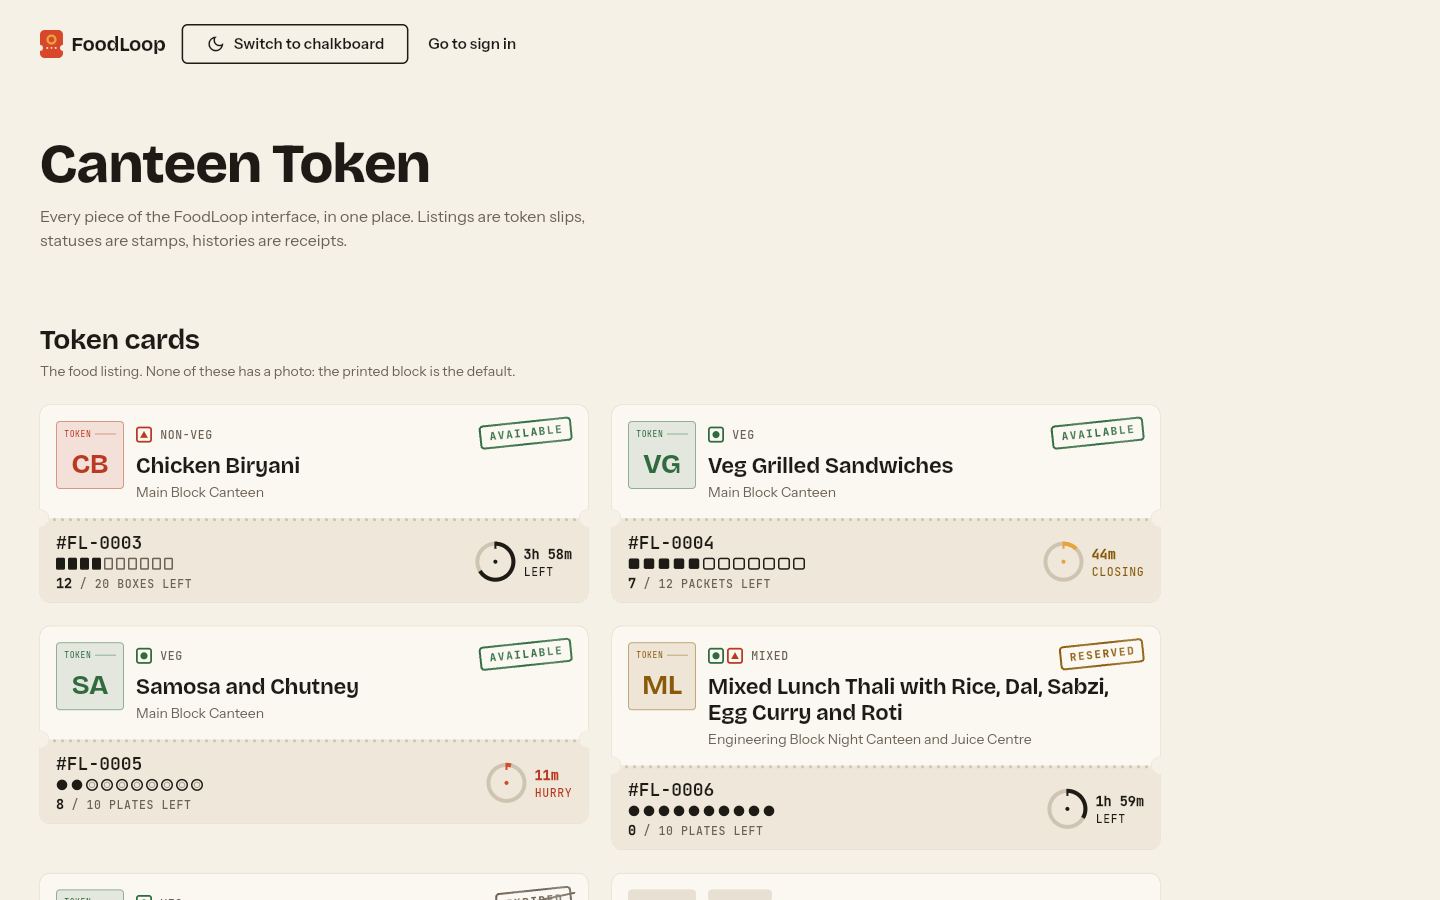 FoodLoop
Switch to chalkboard
Go to sign in
Canteen Token
Every piece of the FoodLoop interface, in one place. Listings are token slips,
statuses are stamps, histories are receipts.
Token cards
The food listing. None of these has a photo: the printed block is the default.
TOKEN
CB
NON-VEG
AVAILABLE
Chicken Biryani
Main Block Canteen
#FL-0003
12 / 20 BOXES LEFT
3h 58m
LEFT
TOKEN
VG
VEG
AVAILABLE
Veg Grilled Sandwiches
Main Block Canteen
#FL-0004
7 / 12 PACKETS LEFT
44m
CLOSING
TOKEN
SA
VEG
AVAILABLE
Samosa and Chutney
Main Block Canteen
#FL-0005
8 / 10 PLATES LEFT
11m
HURRY
TOKEN
ML
MIXED
RESERVED
Mixed Lunch Thali with Rice, Dal, Sabzi,
Egg Curry and Roti
Engineering Block Night Canteen and Juice Centre
#FL-0006
0 / 10 PLATES LEFT
1h 59m
LEFT